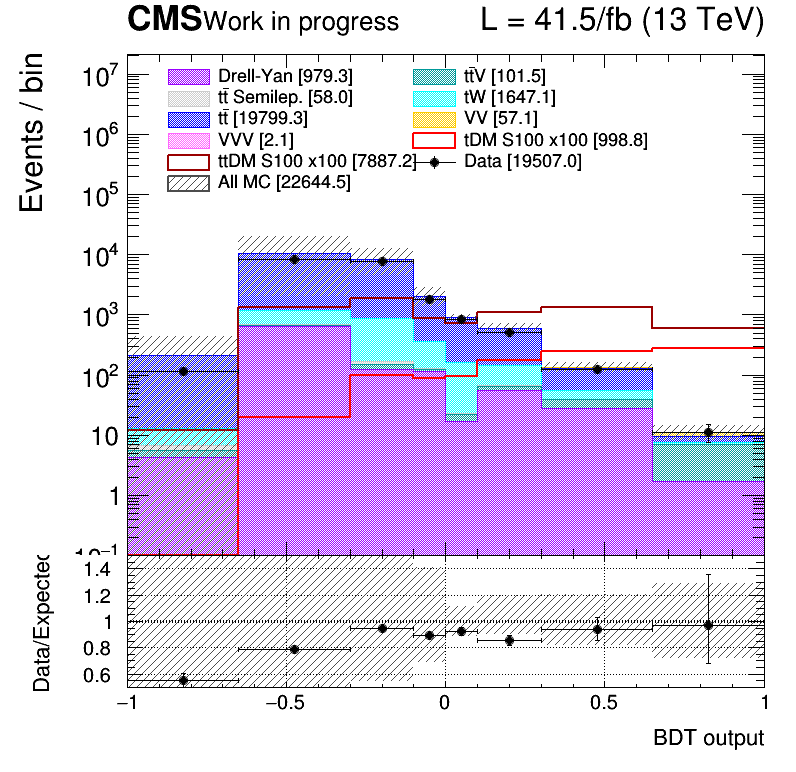 CMS Work in progress L = 41.5/fb (13 TeV)
Events / bin
10⁷
10⁶
10⁵
10⁴
10³
10²
10
1
10⁻¹
Drell-Yan [979.3]
tt̄V [101.5]
tt̄ Semilep. [58.0]
tW [1647.1]
tt̄ [19799.3]
VV [57.1]
VVV [2.1]
tDM S100 x100 [998.8]
ttDM S100 x100 [7887.2]
Data [19507.0]
All MC [22644.5]
Data/Expected
1.4
1.2
1
0.8
0.6
−1 −0.5 0 0.5 1
BDT output